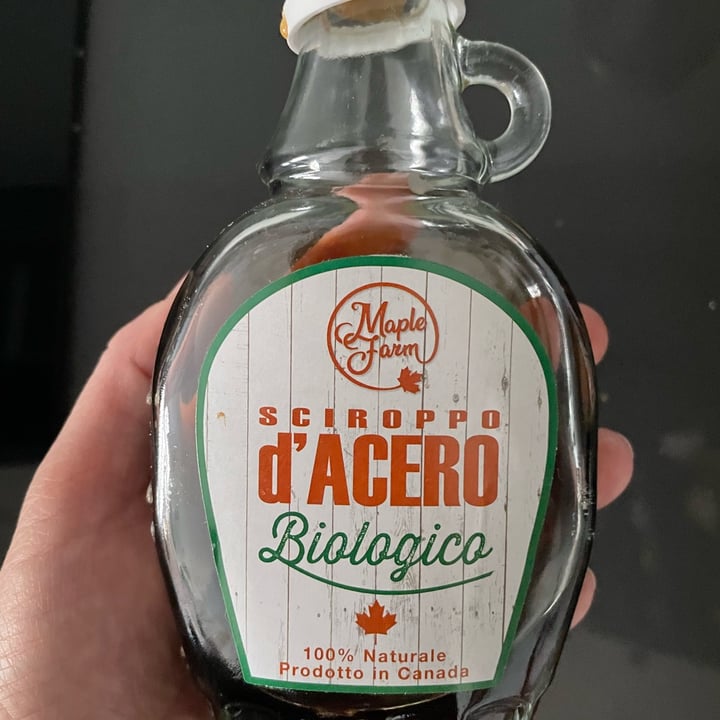 Maple
Farm
SCIROPPO
d'ACERO
Biologico
100% Naturale
Prodotto in Canada